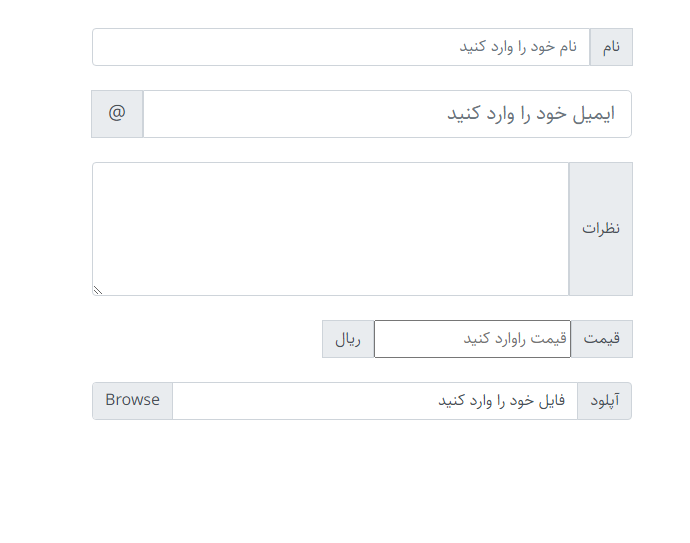 نام نام خود را وارد کنید
ایمیل خود را وارد کنید @
نظرات
قیمت قیمت راوارد کنید ریال
آپلود فایل خود را وارد کنید Browse